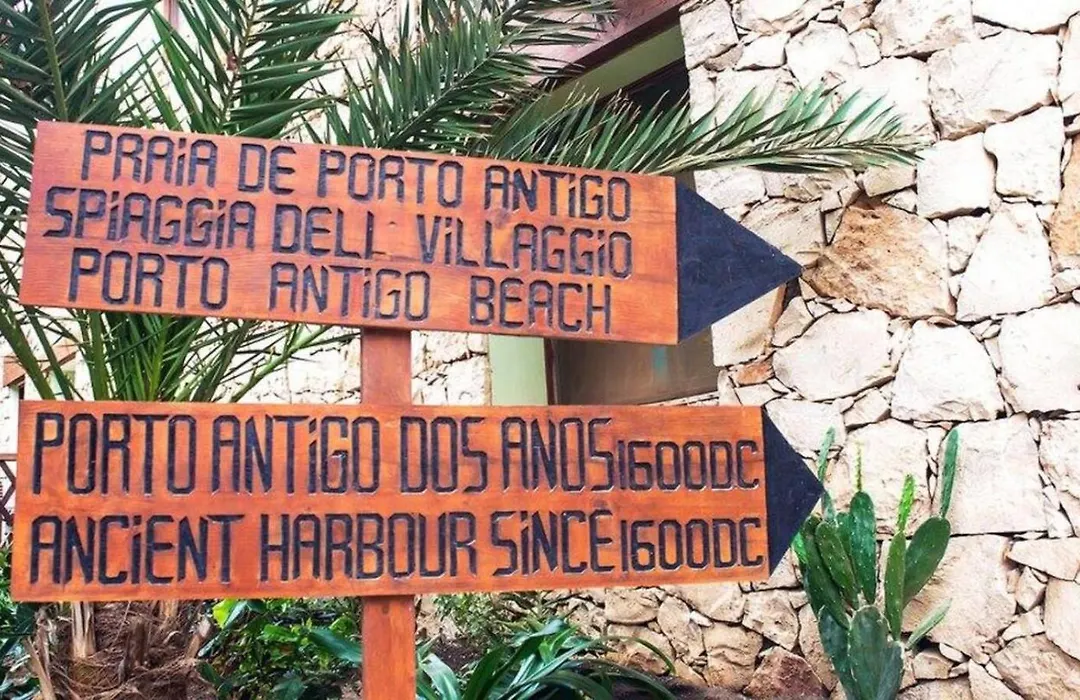 PRAiA DE PORTO ANTiGO
SPiAGGiA DELL VILLAGGiO
PORTO ANTiGO BEACH
PORTO ANTiGO DOS ANOS 1600DC
ANCiENT HARBOUR SiNCE 1600DC